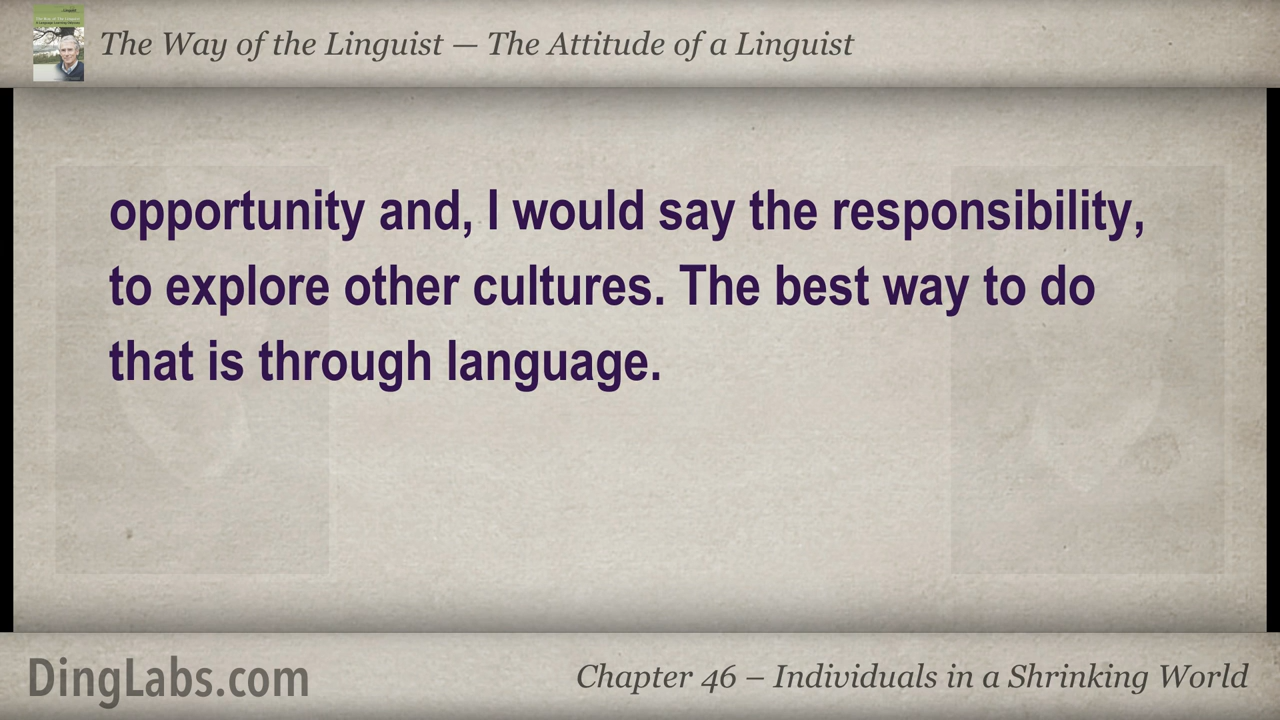 The Way of the Linguist — The Attitude of a Linguist
opportunity and, I would say the responsibility,
to explore other cultures. The best way to do
that is through language.
DingLabs.com
Chapter 46 – Individuals in a Shrinking World